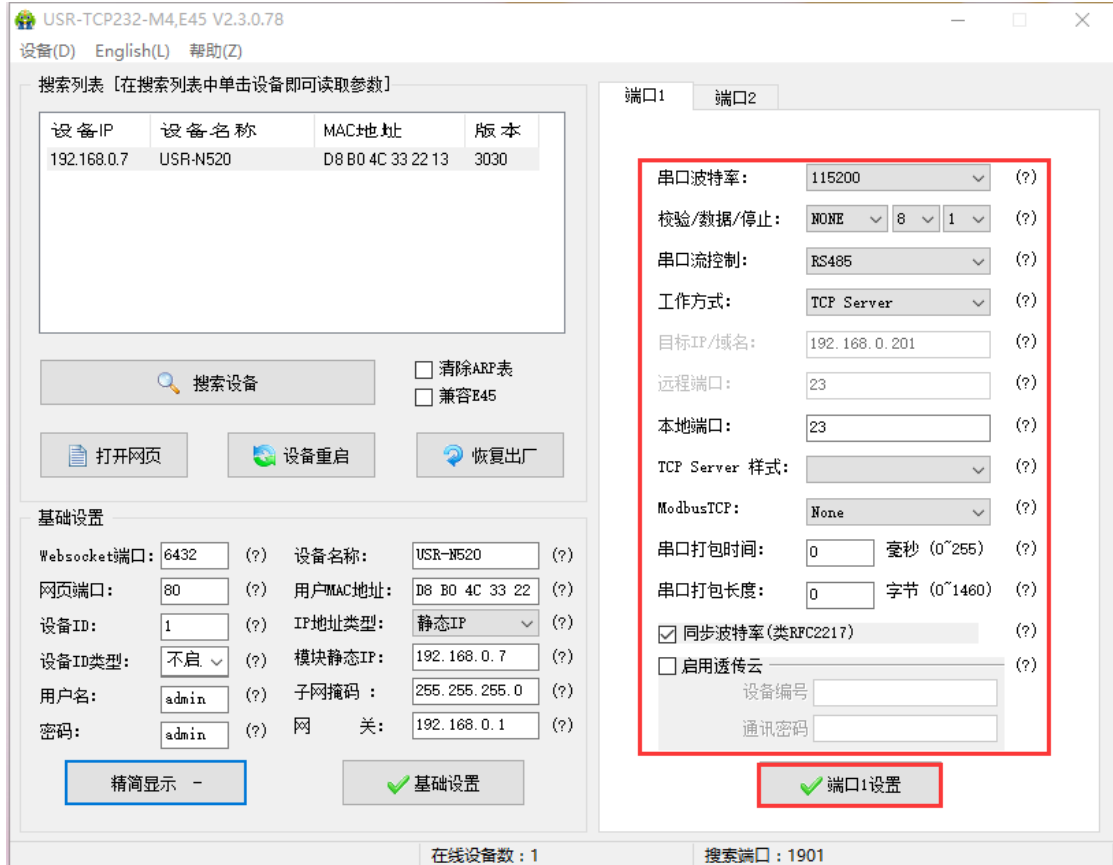 USR-TCP232-M4,E45 V2.3.0.78
设备(D) English(L) 帮助(Z)
搜索列表 [在搜索列表中单击设备即可读取参数]
设备IP 设备名称 MAC地址 版本
192.168.0.7 USR-N520 D8 B0 4C 33 22 13 3030
搜索设备
清除ARP表
兼容E45
打开网页 设备重启 恢复出厂
基础设置
Websocket端口: 6432 (?) 设备名称: USR-N520 (?)
网页端口: 80 (?) 用户MAC地址: D8 B0 4C 33 22 (?)
设备ID: 1 (?) IP地址类型: 静态IP (?)
设备ID类型: 不启 (?) 模块静态IP: 192.168.0.7 (?)
用户名: admin (?) 子网掩码 : 255.255.255.0 (?)
密码: admin (?) 网 关: 192.168.0.1 (?)
精简显示 - 基础设置
端口1 端口2
串口波特率: 115200 (?)
校验/数据/停止: NONE 8 1 (?)
串口流控制: RS485 (?)
工作方式: TCP Server (?)
目标IP/域名: 192.168.0.201 (?)
远程端口: 23 (?)
本地端口: 23 (?)
TCP Server 样式: (?)
ModbusTCP: None (?)
串口打包时间: 0 毫秒 (0~255) (?)
串口打包长度: 0 字节 (0~1460) (?)
同步波特率(类RFC2217) (?)
启用透传云 (?)
设备编号
通讯密码
端口1设置
在线设备数：1 搜索端口：1901